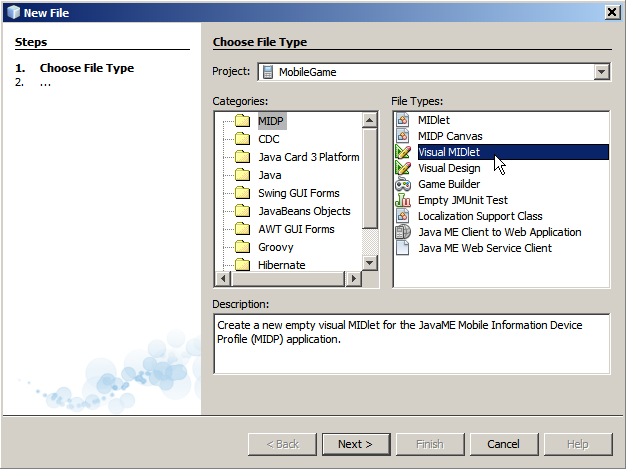 New File
Steps
1. Choose File Type
2. ...
Choose File Type
Project: MobileGame
Categories:
MIDP
CDC
Java Card 3 Platform
Java
Swing GUI Forms
JavaBeans Objects
AWT GUI Forms
Groovy
Hibernate
File Types:
MIDlet
MIDP Canvas
Visual MIDlet
Visual Design
Game Builder
Empty JMUnit Test
Localization Support Class
Java ME Client to Web Application
Java ME Web Service Client
Description:
Create a new empty visual MIDlet for the JavaME Mobile Information Device
Profile (MIDP) application.
< Back Next > Finish Cancel Help